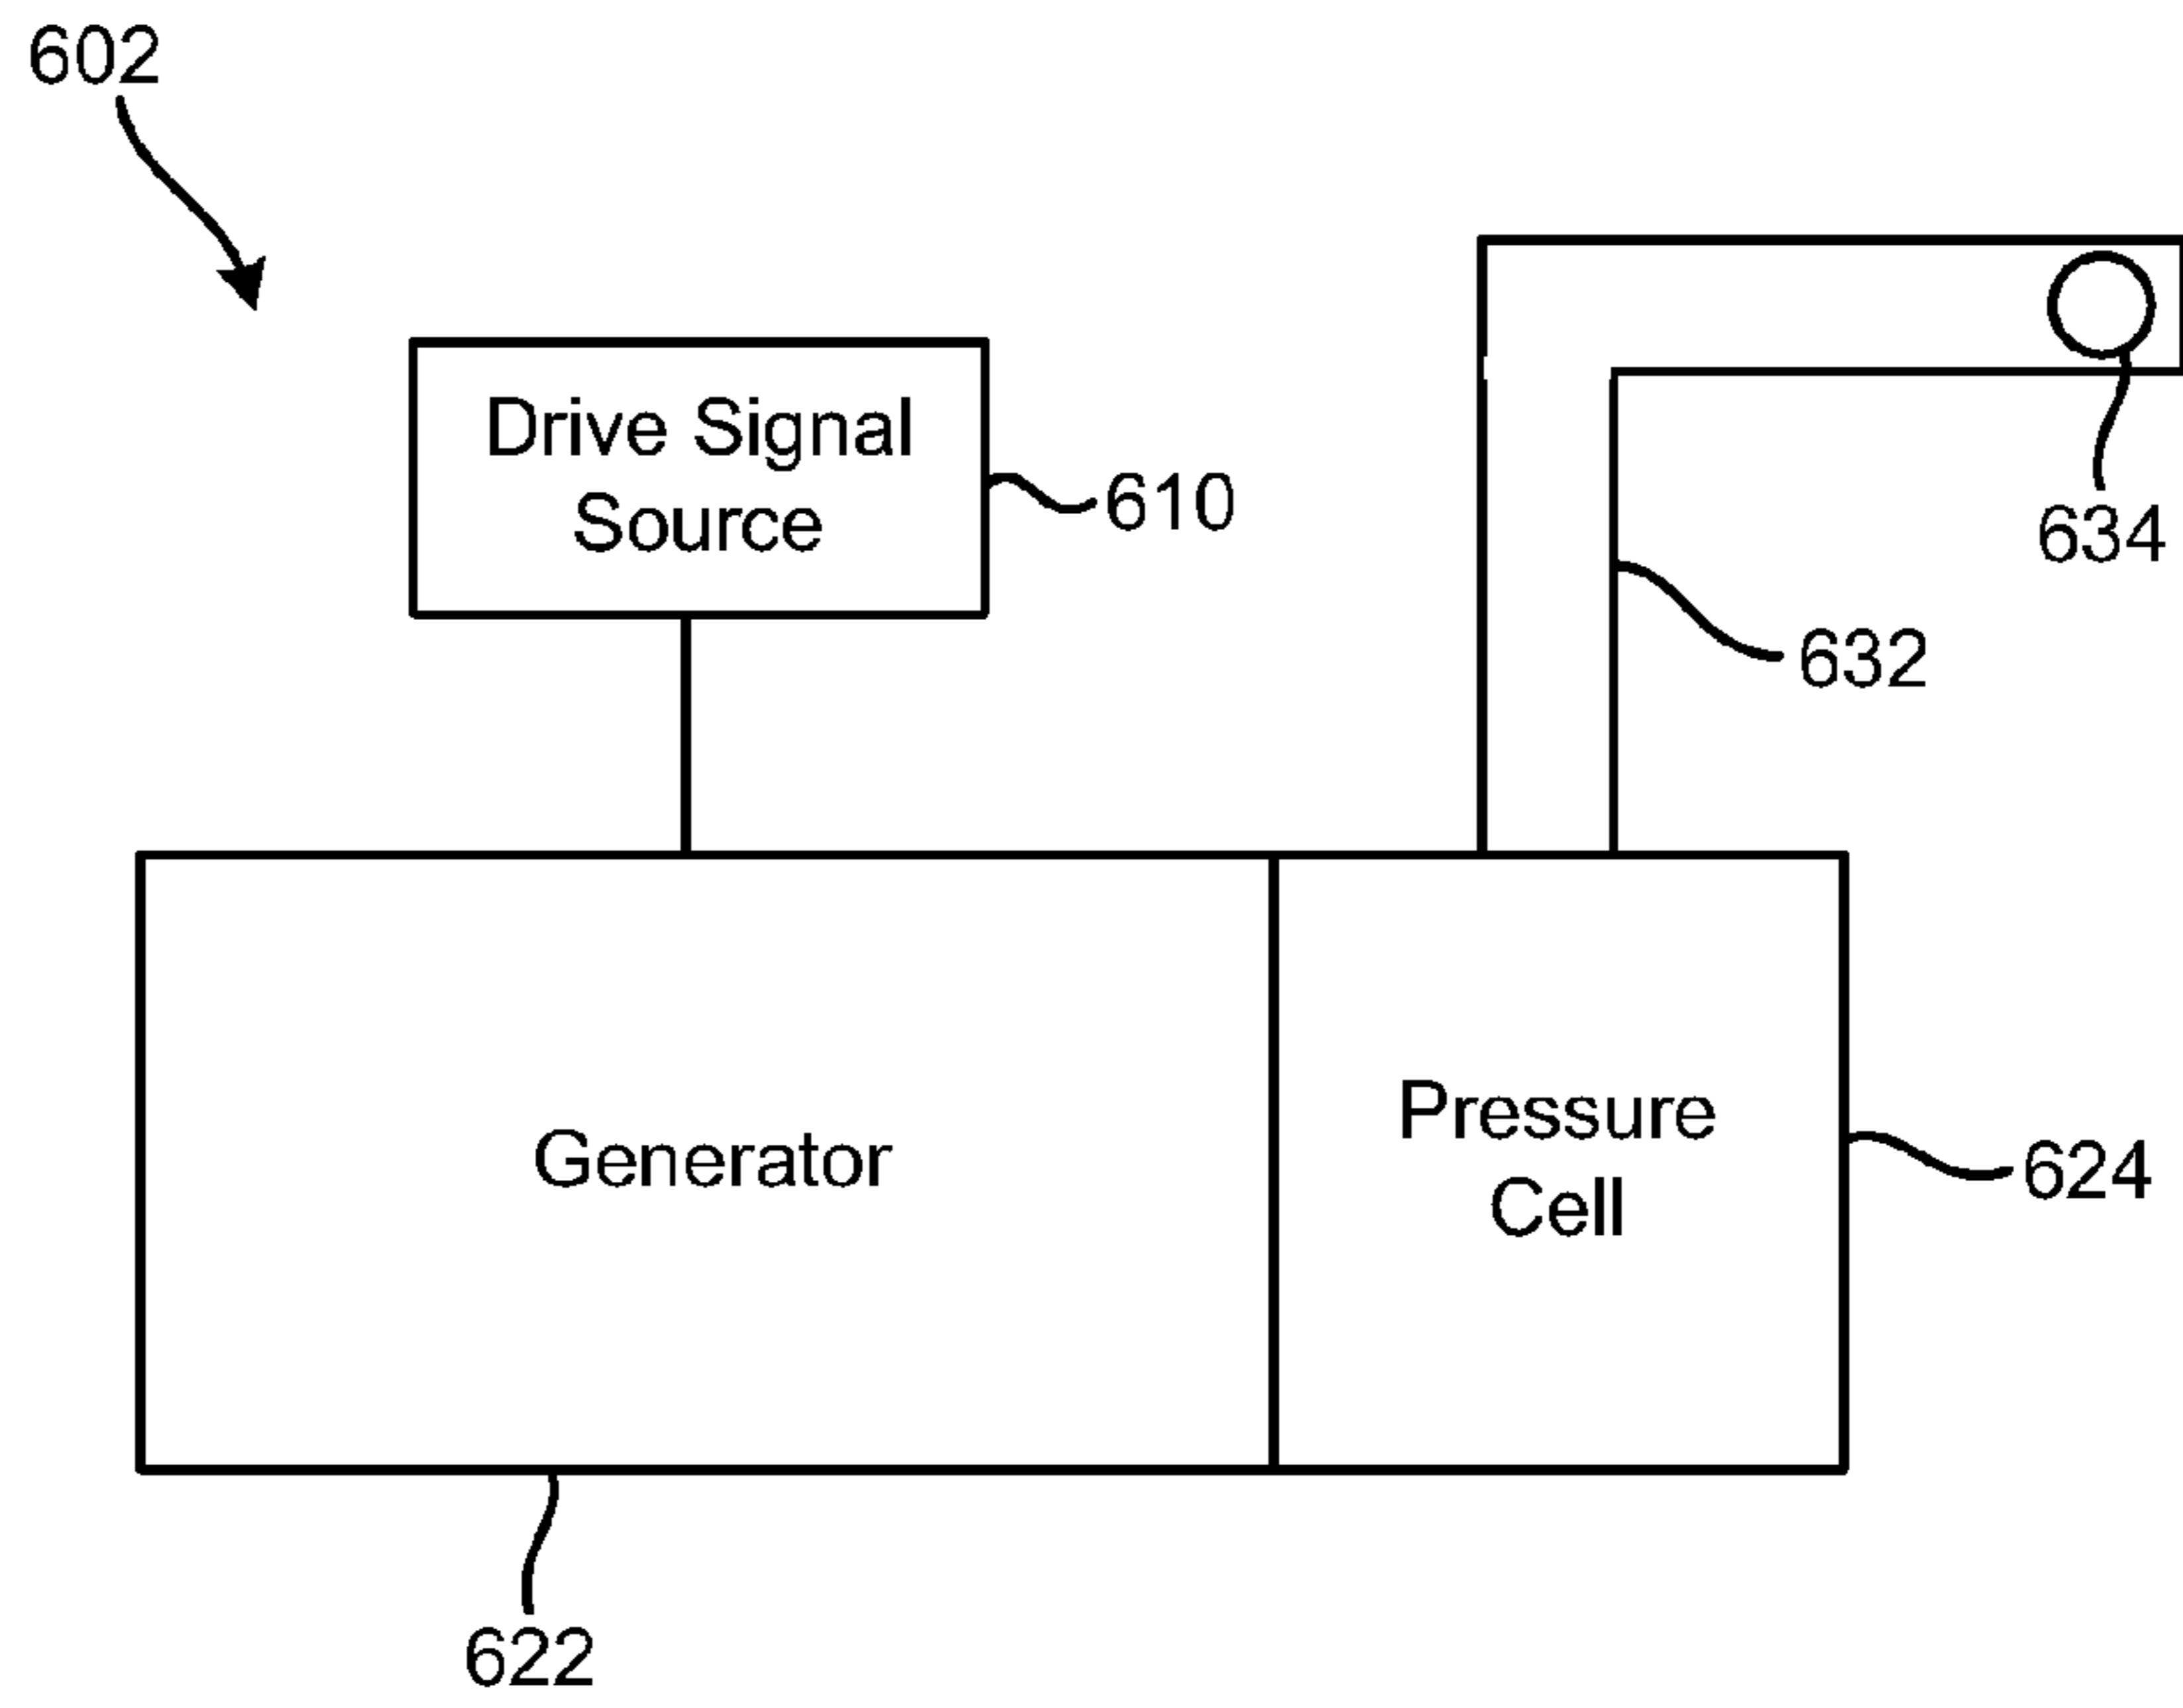 602
Drive Signal
Source
610
634
632
Generator
Pressure
Cell
624
622